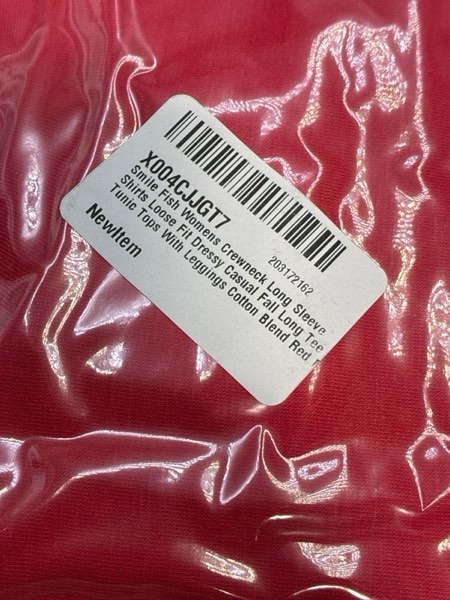 X004CJJGT7
203172162
Smile Fish Womens Crewneck Long Sleeve
Shirts Loose Fit Dressy Casual Fall Long Tee
Tunic Tops With Leggings Cotton Blend Red
NewItem